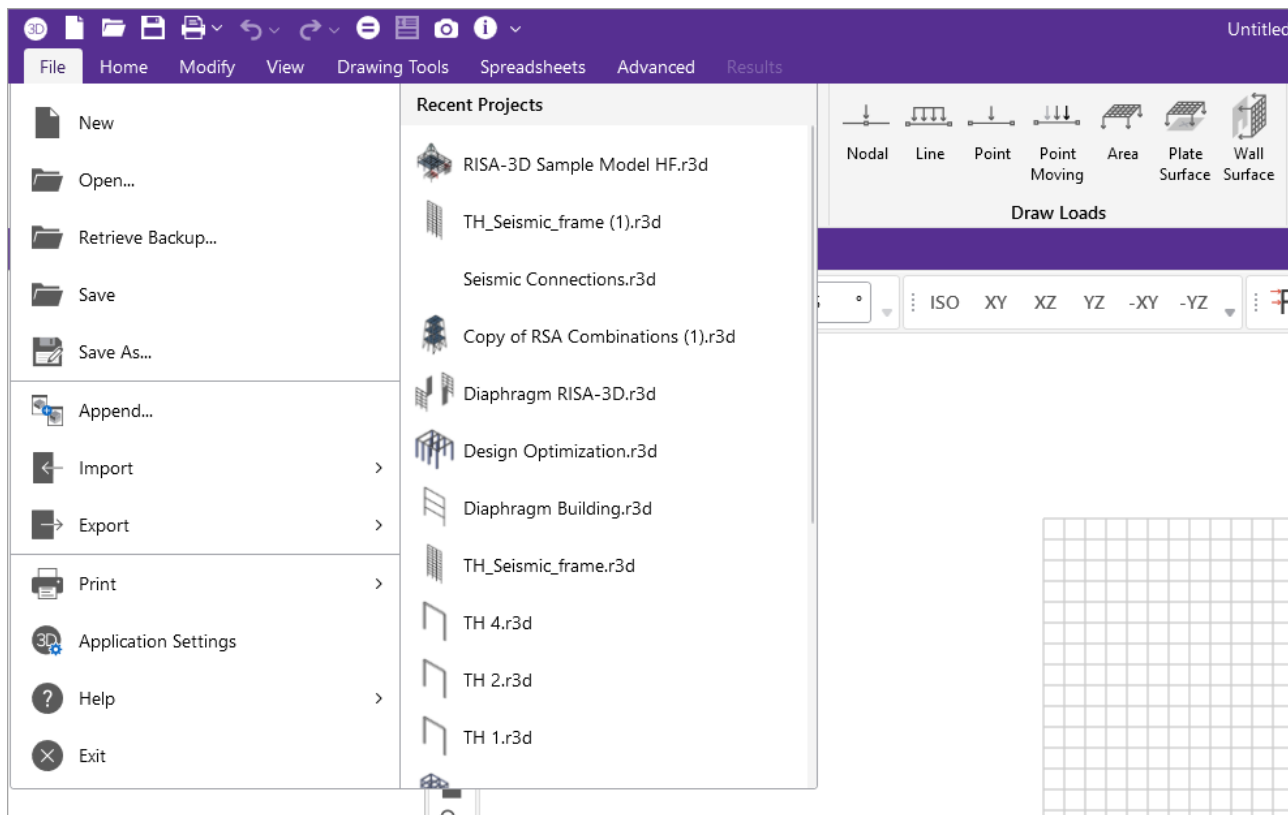 3D
Untitled
File Home Modify View Drawing Tools Spreadsheets Advanced Results
New
Open...
Retrieve Backup...
Save
Save As...
Append...
Import
Export
Print
3D
Application Settings
Help
Exit
Recent Projects
RISA-3D Sample Model HF.r3d
TH_Seismic_frame (1).r3d
Seismic Connections.r3d
Copy of RSA Combinations (1).r3d
Diaphragm RISA-3D.r3d
Design Optimization.r3d
Diaphragm Building.r3d
TH_Seismic_frame.r3d
TH 4.r3d
TH 2.r3d
TH 1.r3d
Nodal Line Point Point Moving Area Plate Surface Wall Surface
Draw Loads
° ISO XY XZ YZ -XY -YZ